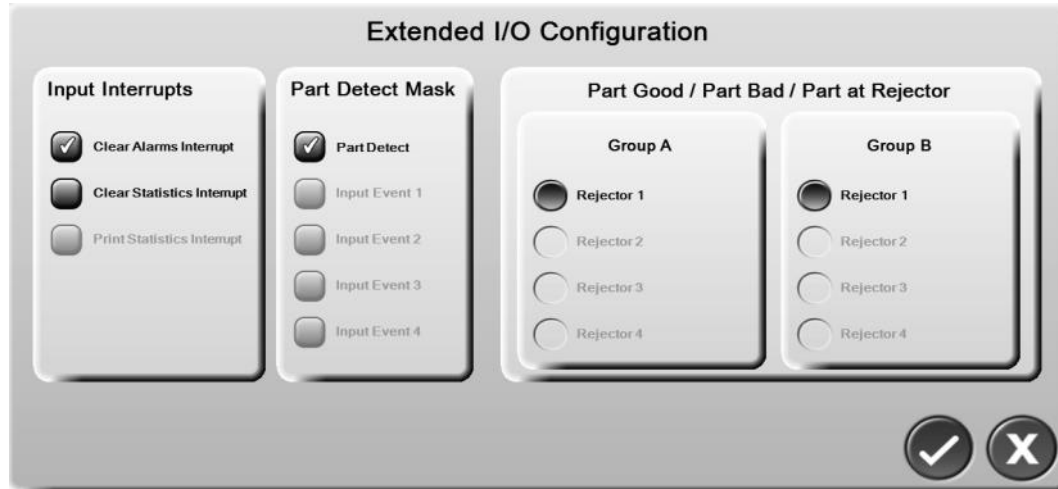 Extended I/O Configuration
Input Interrupts
Clear Alarms Interrupt
Clear Statistics Interrupt
Print Statistics Interrupt
Part Detect Mask
Part Detect
Input Event 1
Input Event 2
Input Event 3
Input Event 4
Part Good / Part Bad / Part at Rejector
Group A
Rejector 1
Rejector 2
Rejector 3
Rejector 4
Group B
Rejector 1
Rejector 2
Rejector 3
Rejector 4